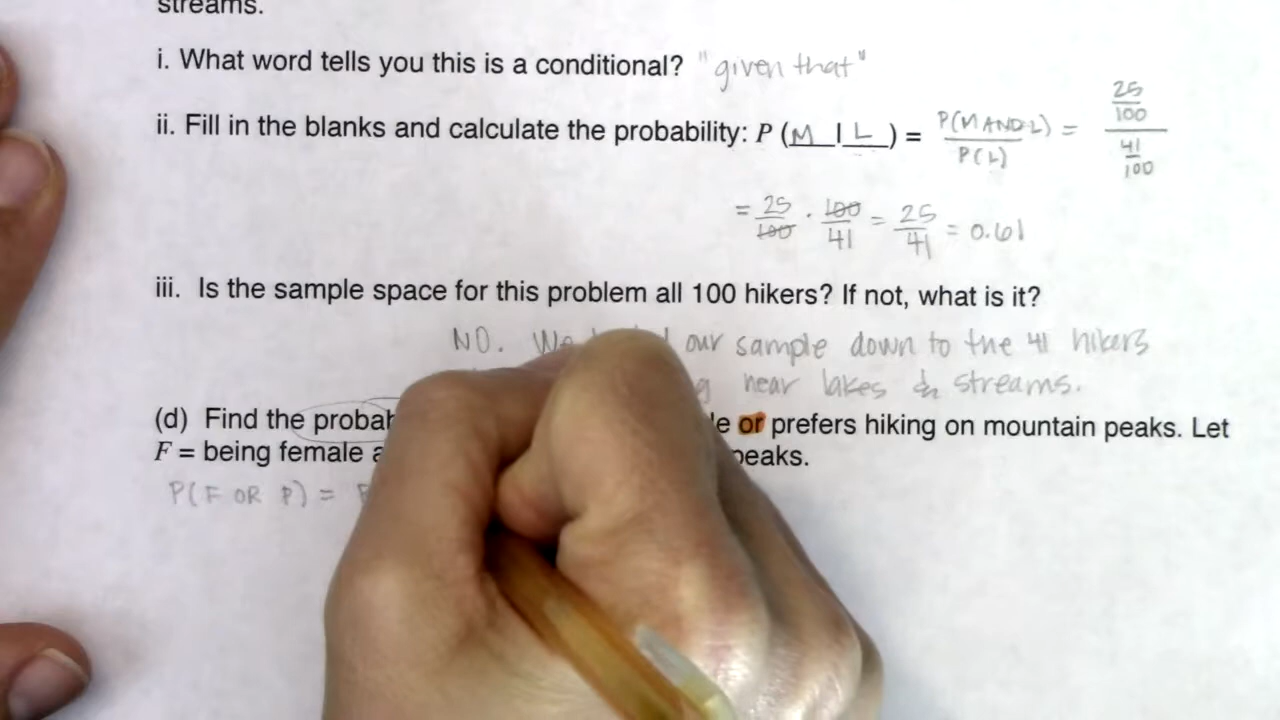 streams.
i. What word tells you this is a conditional? "given that"
ii. Fill in the blanks and calculate the probability: P (M | L) = P(M AND L)/P(L) = 25/100 / 41/100
= 25/100 · 100/41 = 25/41 = 0.61
iii. Is the sample space for this problem all 100 hikers? If not, what is it?
NO. We our sample down to the 41 hikers
near lakes & streams.
(d) Find the or prefers hiking on mountain peaks. Let
F = being female peaks.
P(F OR P) =